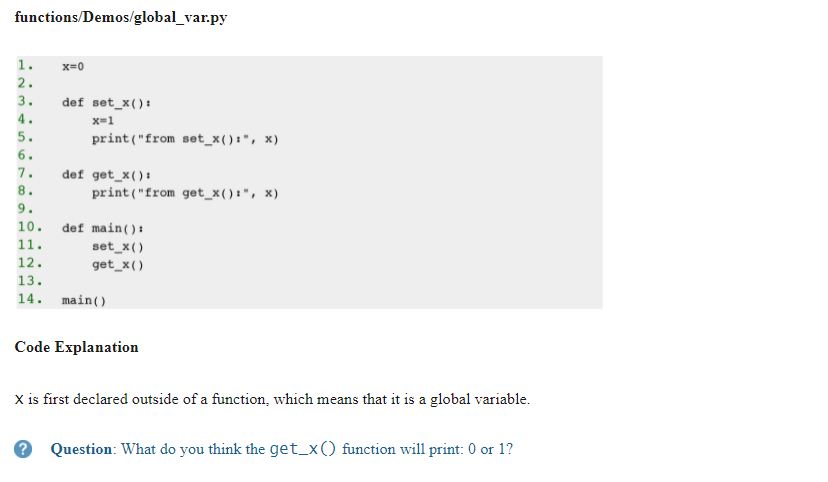 functions/Demos/global_var.py
1. x=0
2.
3. def set_x():
4. x=1
5. print("from set_x():", x)
6.
7. def get_x():
8. print("from get_x():", x)
9.
10. def main():
11. set_x()
12. get_x()
13.
14. main()
Code Explanation
x is first declared outside of a function, which means that it is a global variable.
? Question: What do you think the get_x() function will print: 0 or 1?